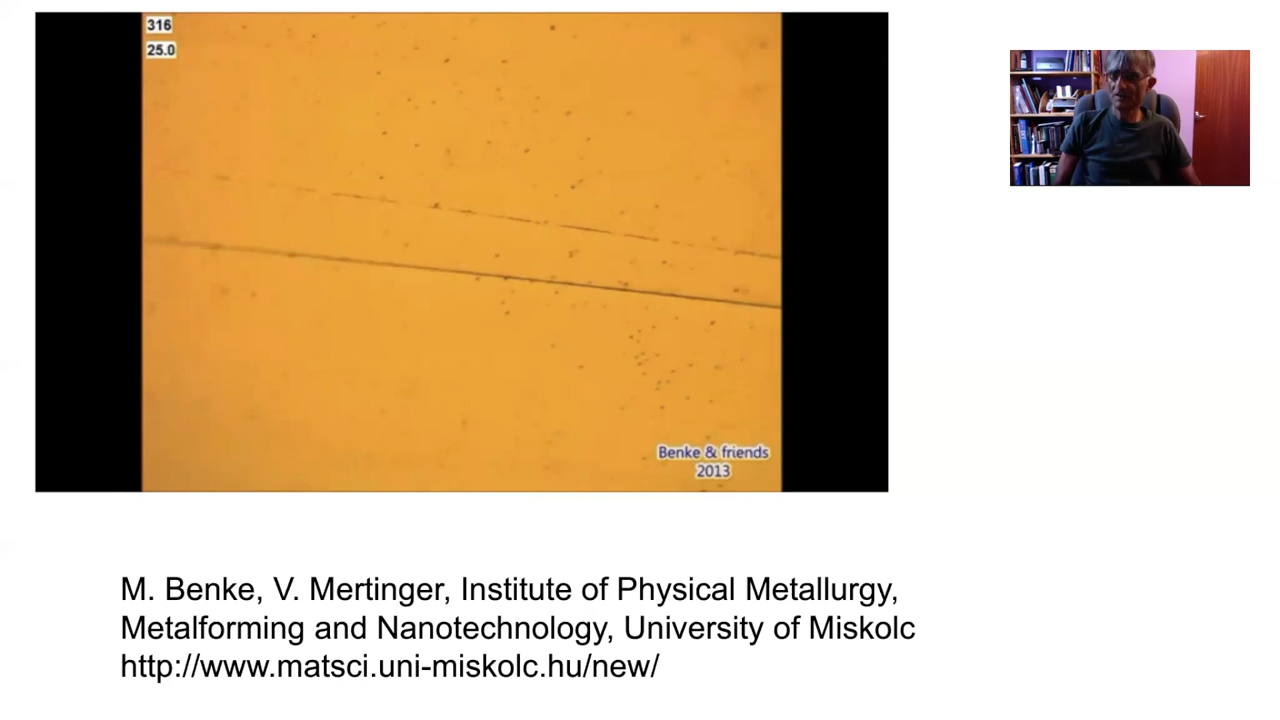 316
25.0
Benke & friends
2013
M. Benke, V. Mertinger, Institute of Physical Metallurgy,
Metalforming and Nanotechnology, University of Miskolc
http://www.matsci.uni-miskolc.hu/new/